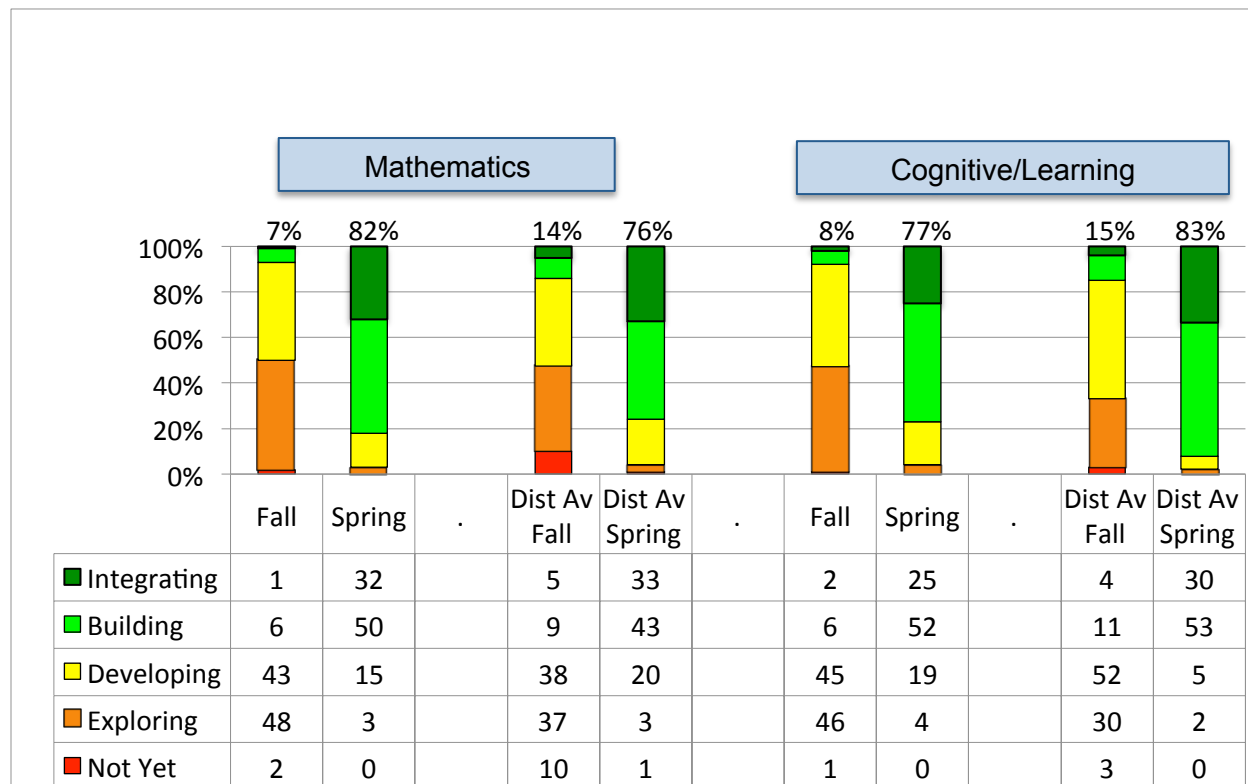 Mathematics
Cognitive/Learning
7% 82% 14% 76% 8% 77% 15% 83%
100%
80%
60%
40%
20%
0%
Fall Spring . Dist Av Fall Dist Av Spring . Fall Spring . Dist Av Fall Dist Av Spring
Integrating 1 32 5 33 2 25 4 30
Building 6 50 9 43 6 52 11 53
Developing 43 15 38 20 45 19 52 5
Exploring 48 3 37 3 46 4 30 2
Not Yet 2 0 10 1 1 0 3 0